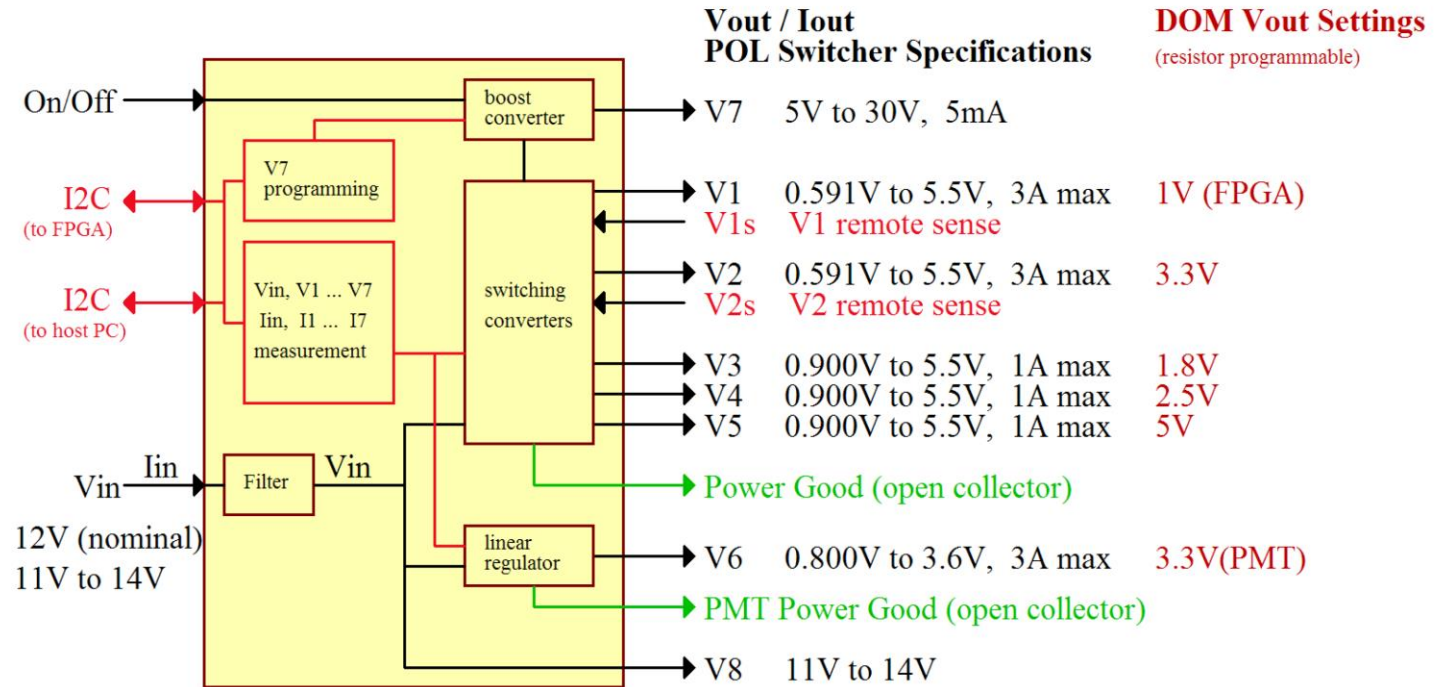 Vout / Iout
POL Switcher Specifications
DOM Vout Settings
(resistor programmable)
On/Off
boost
converter
V7 5V to 30V, 5mA
V7
programming
I2C
(to FPGA)
V1 0.591V to 5.5V, 3A max 1V (FPGA)
V1s V1 remote sense
V2 0.591V to 5.5V, 3A max 3.3V
V2s V2 remote sense
I2C
(to host PC)
Vin, V1 ... V7
Iin, I1 ... I7
measurement
switching
converters
V3 0.900V to 5.5V, 1A max 1.8V
V4 0.900V to 5.5V, 1A max 2.5V
V5 0.900V to 5.5V, 1A max 5V
Vin Iin
Filter
Vin
Power Good (open collector)
12V (nominal)
11V to 14V
linear
regulator
V6 0.800V to 3.6V, 3A max 3.3V(PMT)
PMT Power Good (open collector)
V8 11V to 14V